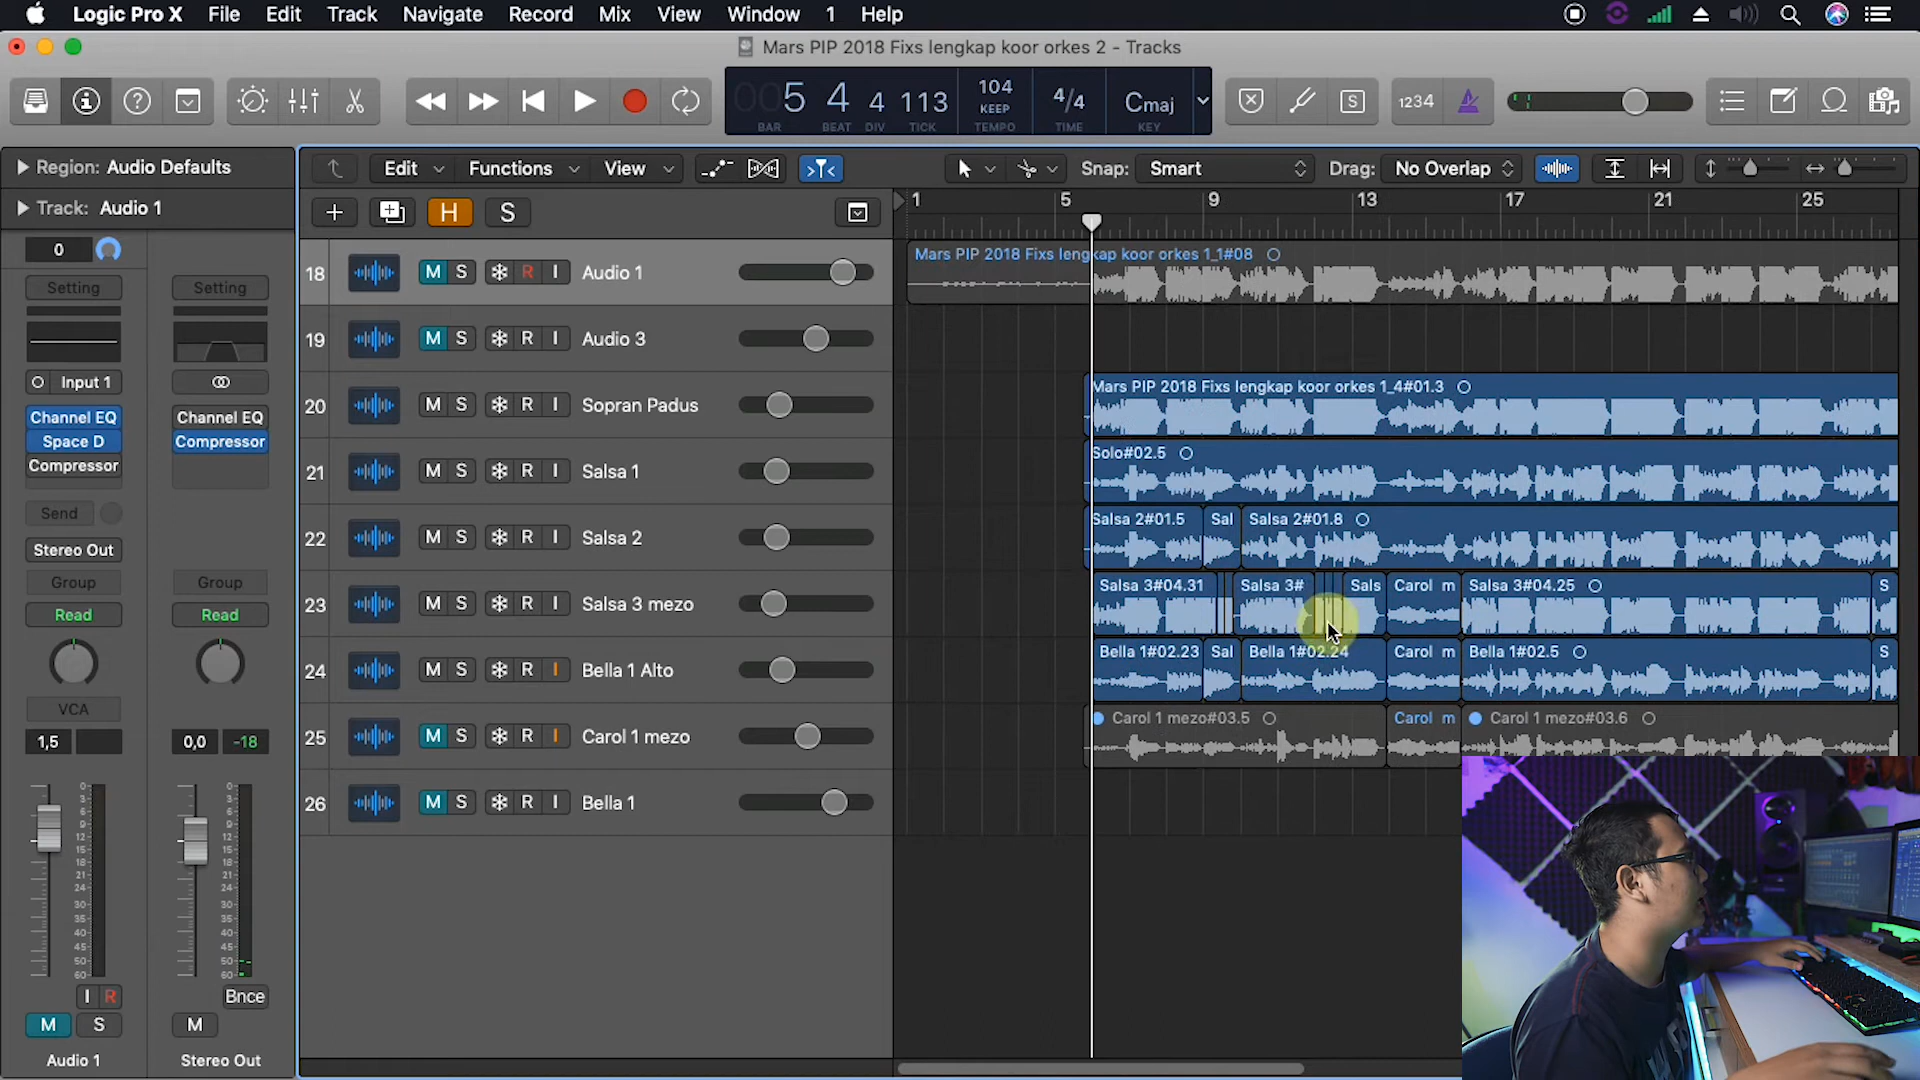 Logic Pro X File Edit Track Navigate Record Mix View Window 1 Help
Mars PIP 2018 Fixs lengkap koor orkes 2 - Tracks
005 4 4 113 104 KEEP 4/4 Cmaj
BAR BEAT DIV TICK TEMPO TIME KEY
S 1234
Region: Audio Defaults
Edit Functions View Snap: Smart Drag: No Overlap
Track: Audio 1
H S
1 5 9 13 17 21 25
0
Setting Setting
Input 1
Channel EQ Channel EQ
Space D Compressor
Compressor
Send
Stereo Out
Group Group
Read Read
VCA
1,5 0,0 -18
I R Bnce
M S M
Audio 1 Stereo Out
18 M S R I Audio 1
19 M S R I Audio 3
20 M S R I Sopran Padus
21 M S R I Salsa 1
22 M S R I Salsa 2
23 M S R I Salsa 3 mezo
24 M S R I Bella 1 Alto
25 M S R I Carol 1 mezo
26 M S R I Bella 1
Mars PIP 2018 Fixs lengkap koor orkes 1_1#08
Mars PIP 2018 Fixs lengkap koor orkes 1_4#01.3
Solo#02.5
Salsa 2#01.5 Sal Salsa 2#01.8
Salsa 3#04.31 Salsa 3# Sals Carol m Salsa 3#04.25 S
Bella 1#02.23 Sal Bella 1#02.24 Carol m Bella 1#02.5 S
Carol 1 mezo#03.5 Carol m Carol 1 mezo#03.6